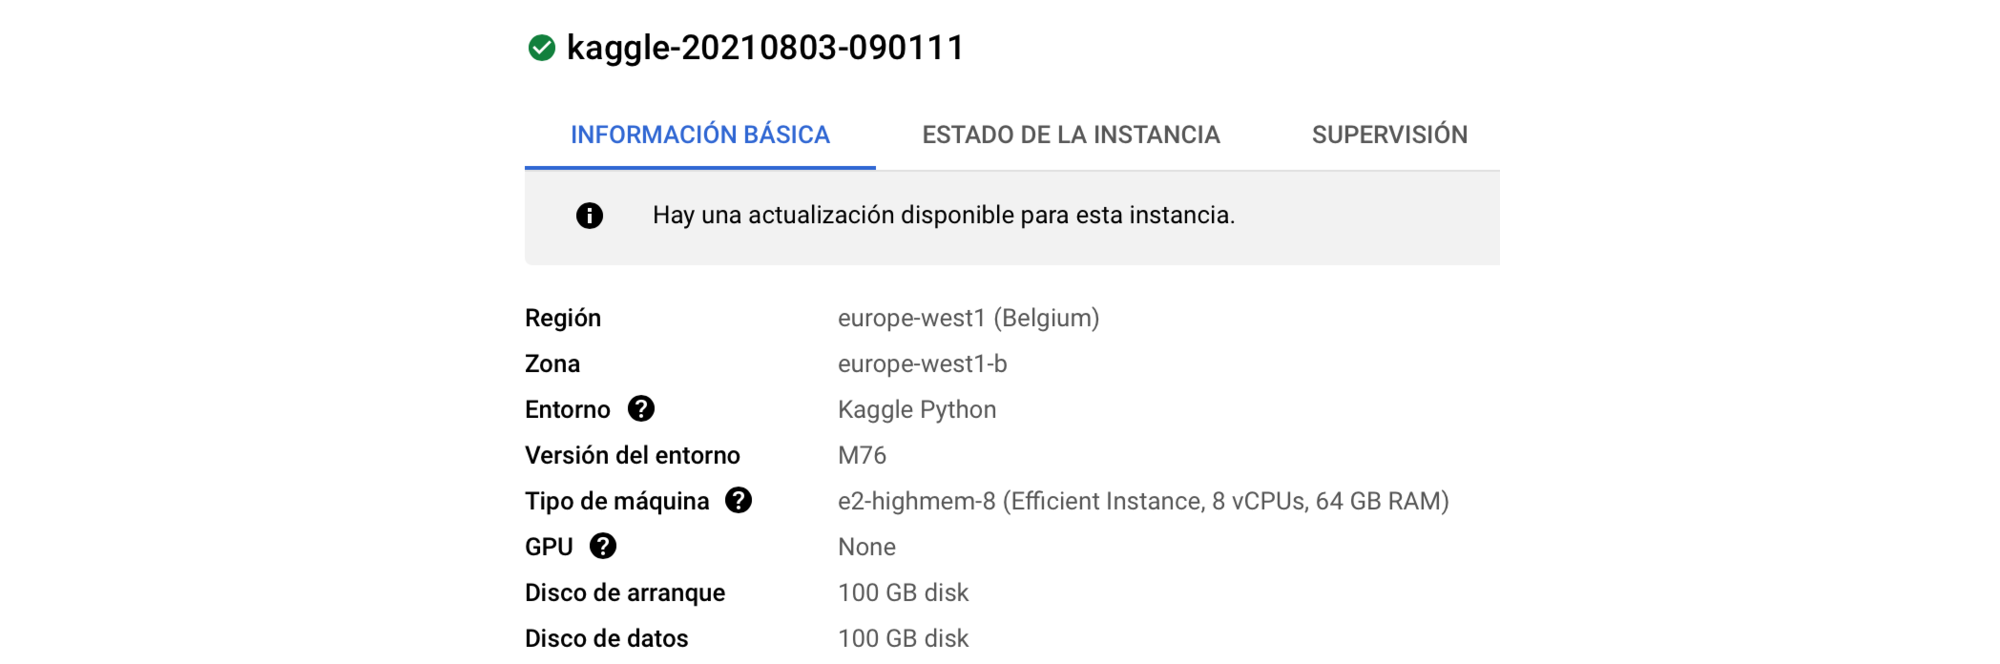 kaggle-20210803-090111
INFORMACIÓN BÁSICA ESTADO DE LA INSTANCIA SUPERVISIÓN
Hay una actualización disponible para esta instancia.
Región europe-west1 (Belgium)
Zona europe-west1-b
Entorno Kaggle Python
Versión del entorno M76
Tipo de máquina e2-highmem-8 (Efficient Instance, 8 vCPUs, 64 GB RAM)
GPU None
Disco de arranque 100 GB disk
Disco de datos 100 GB disk